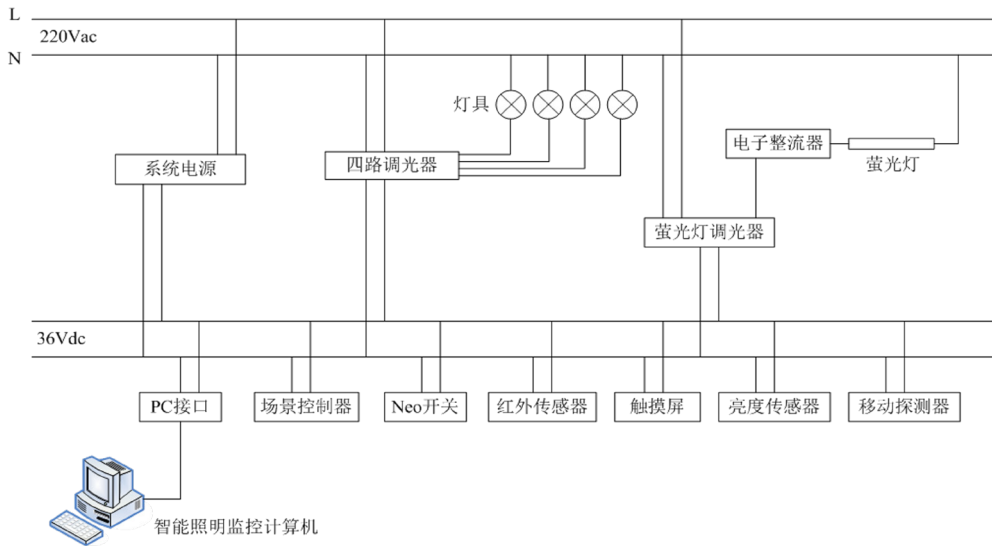 L
220Vac
N
灯具
电子整流器
系统电源
四路调光器
萤光灯
萤光灯调光器
36Vdc
PC接口
场景控制器
Neo开关
红外传感器
触摸屏
亮度传感器
移动探测器
智能照明监控计算机